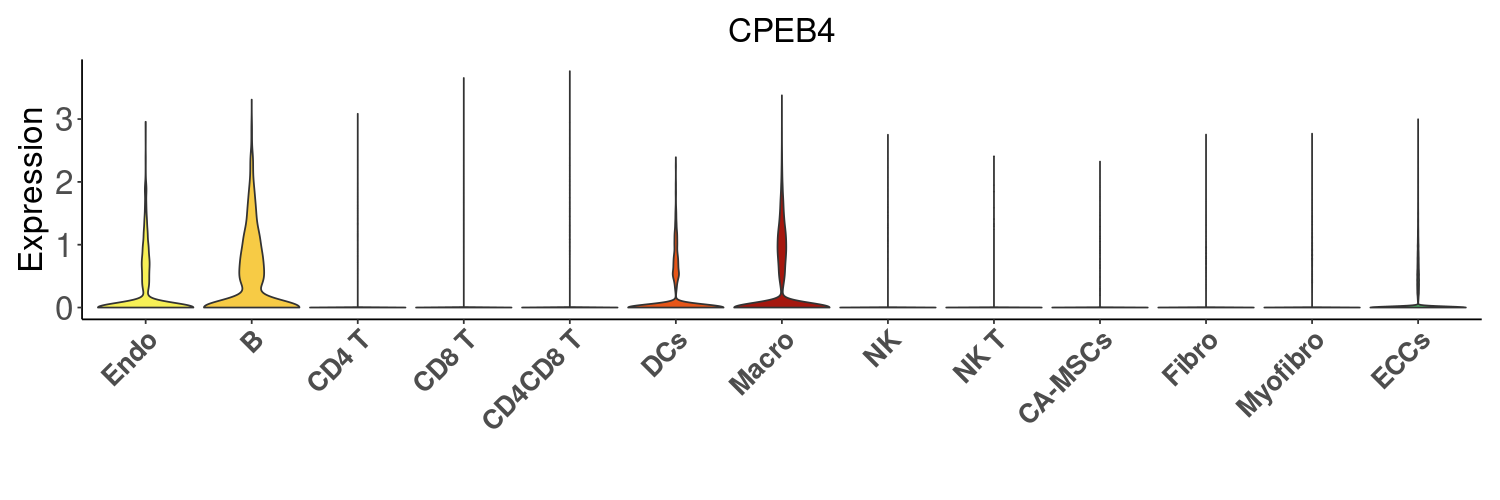 CPEB4
Expression
3
2
1
0
Endo
B
CD4 T
CD8 T
CD4CD8 T
DCs
Macro
NK
NK T
CA-MSCs
Fibro
Myofibro
ECCs